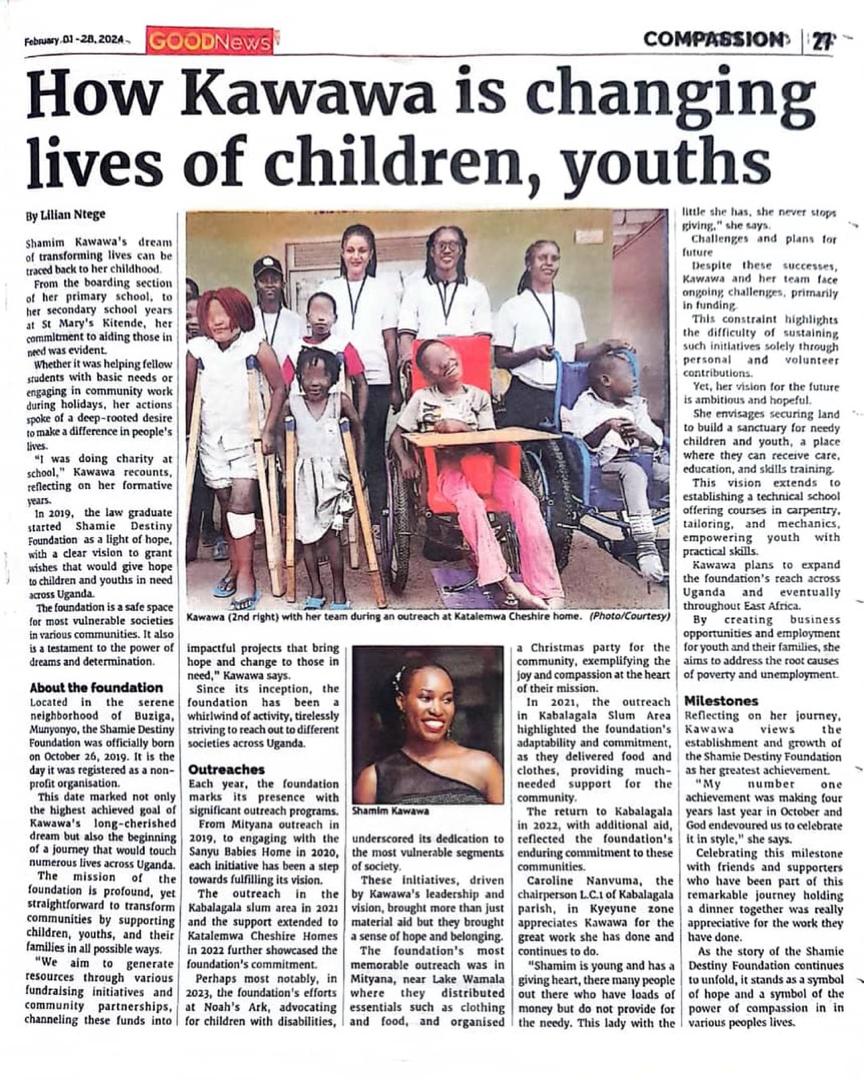 February.01-28, 2024
GOODNews
COMPASSION
27
How Kawawa is changing
lives of children, youths
By Lilian Ntege
Shamim Kawawa's dream
of transforming lives can be
traced back to her childhood.
From the boarding section
of her primary school, to
her secondary school years
at St Mary's Kitende, her
commitment to aiding those in
need was evident.
Whether it was helping fellow
students with basic needs or
engaging in community work
during holidays, her actions
spoke of a deep-rooted desire
to make a difference in people's
lives.
"I was doing charity at
school," Kawawa recounts,
reflecting on her formative
years.
In 2019, the law graduate
started Shamie Destiny
Foundation as a light of hope,
with a clear vision to grant
wishes that would give hope
to children and youths in need
across Uganda.
The foundation is a safe space
for most vulnerable societies
in various communities. It also
is a testament to the power of
dreams and determination.
About the foundation
Located in the serene
neighborhood of Buziga,
Munyonyo, the Shamie Destiny
Foundation was officially born
on October 26, 2019. It is the
day it was registered as a non-
profit organisation.
This date marked not only
the highest achieved goal of
Kawawa's long-cherished
dream but also the beginning
of a journey that would touch
numerous lives across Uganda.
The mission of the
foundation is profound, yet
straightforward to transform
communities by supporting
children, youths, and their
families in all possible ways.
"We aim to generate
resources through various
fundraising initiatives and
community partnerships,
channeling these funds into
Kawawa (2nd right) with her team during an outreach at Katalemwa Cheshire home. (Photo/Courtesy)
impactful projects that bring
hope and change to those in
need," Kawawa says.
Since its inception, the
foundation has been a
whirlwind of activity, tirelessly
striving to reach out to different
societies across Uganda.
Outreaches
Each year, the foundation
marks its presence with
significant outreach programs.
From Mityana outreach in
2019, to engaging with the
Sanyu Babies Home in 2020,
each initiative has been a step
towards fulfilling its vision.
The outreach in the
Kabalagala slum area in 2021
and the support extended to
Katalemwa Cheshire Homes
in 2022 further showcased the
foundation's commitment.
Perhaps most notably, in
2023, the foundation's efforts
at Noah's Ark, advocating
for children with disabilities,
Shamim Kawawa
underscored its dedication to
the most vulnerable segments
of society.
These initiatives, driven
by Kawawa's leadership and
vision, brought more than just
material aid but they brought
a sense of hope and belonging.
The foundation's most
memorable outreach was in
Mityana, near Lake Wamala
where they distributed
essentials such as clothing
and food, and organised
a Christmas party for the
community, exemplifying the
joy and compassion at the heart
of their mission.
In 2021, the outreach
in Kabalagala Slum Area
highlighted the foundation's
adaptability and commitment,
as they delivered food and
clothes, providing much-
needed support for the
community.
The return to Kabalagala
in 2022, with additional aid,
reflected the foundation's
enduring commitment to these
communities.
Caroline Nanvuma, the
chairperson L.C.1 of Kabalagala
parish, in Kyeyune zone
appreciates Kawawa for the
great work she has done and
continues to do.
"Shamim is young and has a
giving heart, there many people
out there who have loads of
money but do not provide for
the needy. This lady with the
little she has, she never stops
giving," she says.
Challenges and plans for
future
Despite these successes,
Kawawa and her team face
ongoing challenges, primarily
in funding.
This constraint highlights
the difficulty of sustaining
such initiatives solely through
personal and volunteer
contributions.
Yet, her vision for the future
is ambitious and hopeful.
She envisages securing land
to build a sanctuary for needy
children and youth, a place
where they can receive care,
education, and skills training.
This vision extends to
establishing a technical school
offering courses in carpentry,
tailoring, and mechanics,
empowering youth with
practical skills.
Kawawa plans to expand
the foundation's reach across
Uganda and eventually
throughout East Africa.
By creating business
opportunities and employment
for youth and their families, she
aims to address the root causes
of poverty and unemployment.
Milestones
Reflecting on her journey,
Kawawa views the
establishment and growth of
the Shamie Destiny Foundation
as her greatest achievement.
"My number one
achievement was making four
years last year in October and
God endevoured us to celebrate
it in style," she says.
Celebrating this milestone
with friends and supporters
who have been part of this
remarkable journey holding
a dinner together was really
appreciative for the work they
have done.
As the story of the Shamie
Destiny Foundation continues
to unfold, it stands as a symbol
of hope and a symbol of the
power of compassion in in
various peoples lives.